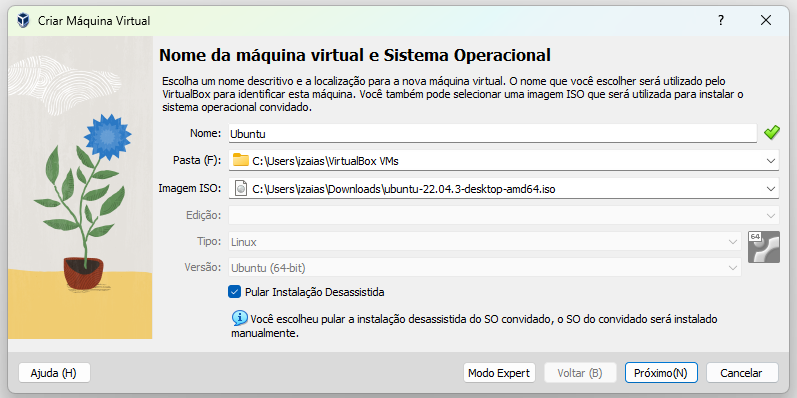 Criar Máquina Virtual
?
Nome da máquina virtual e Sistema Operacional
Escolha um nome descritivo e a localização para a nova máquina virtual. O nome que você escolher será utilizado pelo
VirtualBox para identificar esta máquina. Você também pode selecionar uma imagem ISO que será utilizada para instalar o
sistema operacional convidado.
Nome: Ubuntu
Pasta (F): C:\Users\izaias\VirtualBox VMs
Imagem ISO: C:\Users\izaias\Downloads\ubuntu-22.04.3-desktop-amd64.iso
Edição:
Tipo: Linux
64
Versão: Ubuntu (64-bit)
Pular Instalação Desassistida
Você escolheu pular a instalação desassistida do SO convidado, o SO do convidado será instalado
manualmente.
Ajuda (H) Modo Expert Voltar (B) Próximo(N) Cancelar